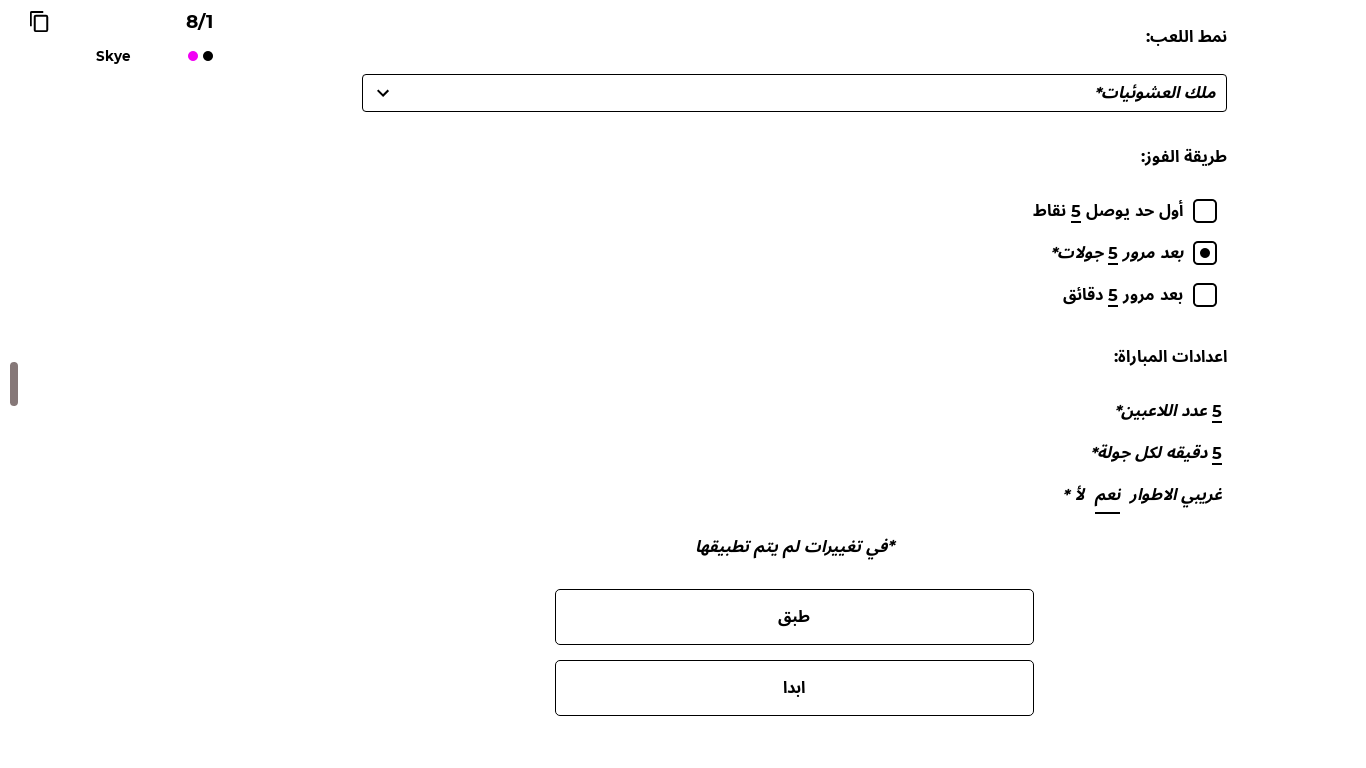 8/1
Skye
نمط اللعب:
ملك العشوئيات*
طريقة الفوز:
أول حد يوصل 5 نقاط
بعد مرور 5 جولات*
بعد مرور 5 دقائق
اعدادات المباراة:
5 عدد اللاعبين*
5 دقيقه لكل جولة*
غريبي الاطوار نعم لأ *
*في تغييرات لم يتم تطبيقها
طبق
ابدا